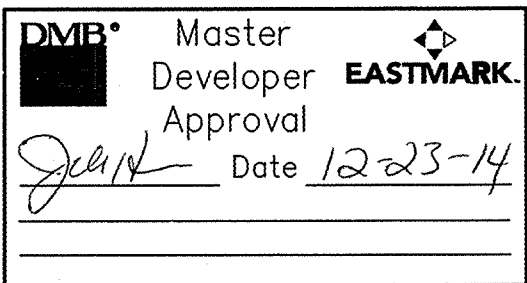 DMB® Master
Developer EASTMARK.
Approval
Date 12-23-14